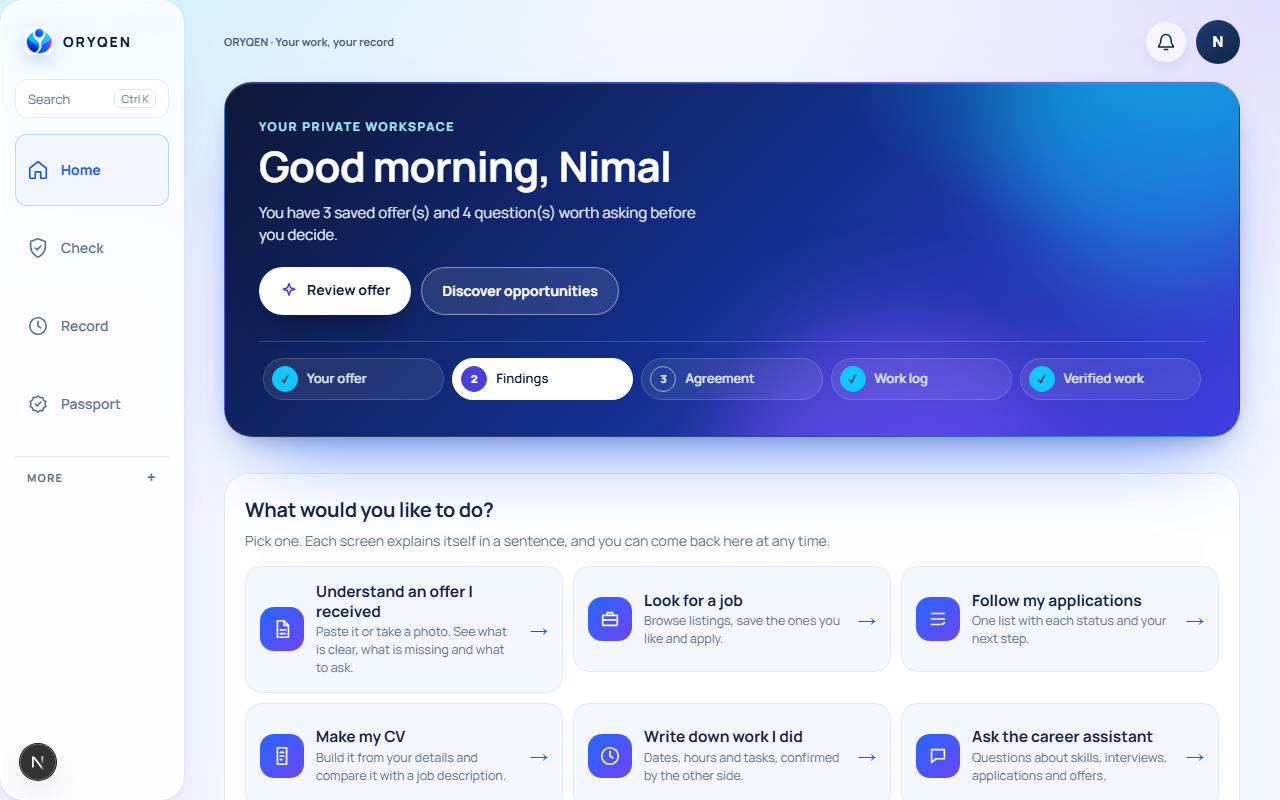 ORYQEN
Search
Ctrl K
Home
Check
Record
Passport
MORE
+
N
ORYQEN · Your work, your record
N
YOUR PRIVATE WORKSPACE
Good morning, Nimal
You have 3 saved offer(s) and 4 question(s) worth asking before
you decide.
Review offer
Discover opportunities
✓ Your offer
2 Findings
3 Agreement
✓ Work log
✓ Verified work
What would you like to do?
Pick one. Each screen explains itself in a sentence, and you can come back here at any time.
Understand an offer I
received
Paste it or take a photo. See what
is clear, what is missing and what
to ask.
→
Look for a job
Browse listings, save the ones you
like and apply.
→
Follow my applications
One list with each status and your
next step.
→
Make my CV
Build it from your details and
compare it with a job description.
→
Write down work I did
Dates, hours and tasks, confirmed
by the other side.
→
Ask the career assistant
Questions about skills, interviews,
applications and offers.
→